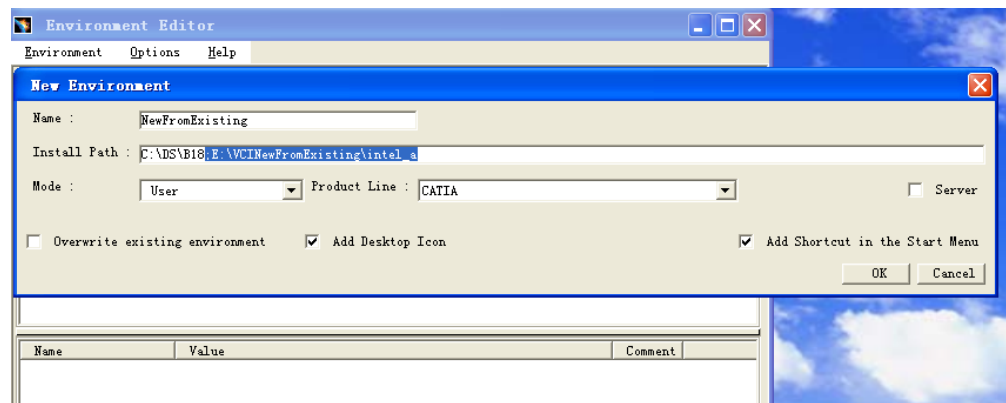 Environment Editor
Environment Options Help
New Environment
Name : NewFromExisting
Install Path : C:\DS\B18;E:\VCINewFromExisting\intel_a
Mode : User Product Line : CATIA Server
Overwrite existing environment Add Desktop Icon Add Shortcut in the Start Menu
OK Cancel
Name Value Comment